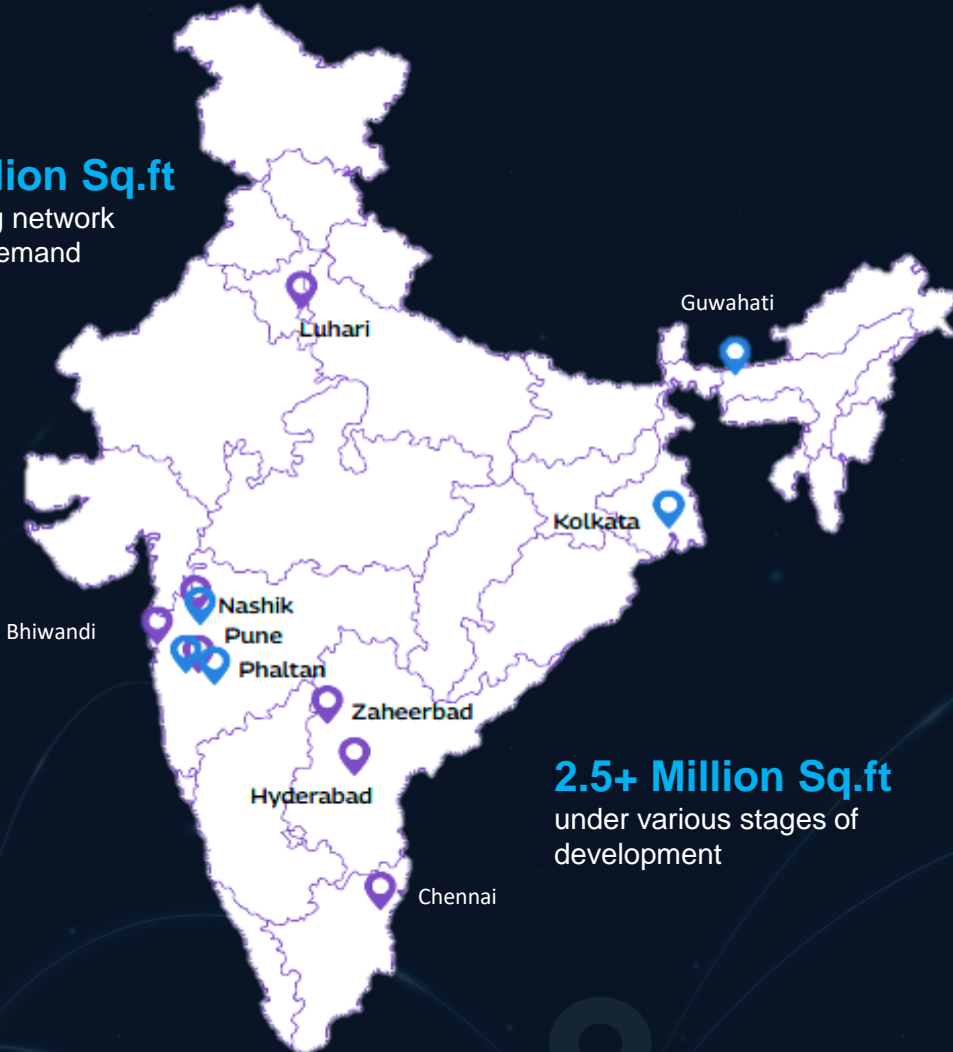 lion Sq.ft
g network
emand
Luhari
Guwahati
Kolkata
Nashik
Bhiwandi
Pune
Phaltan
Zaheerbad
Hyderabad
2.5+ Million Sq.ft
under various stages of
development
Chennai